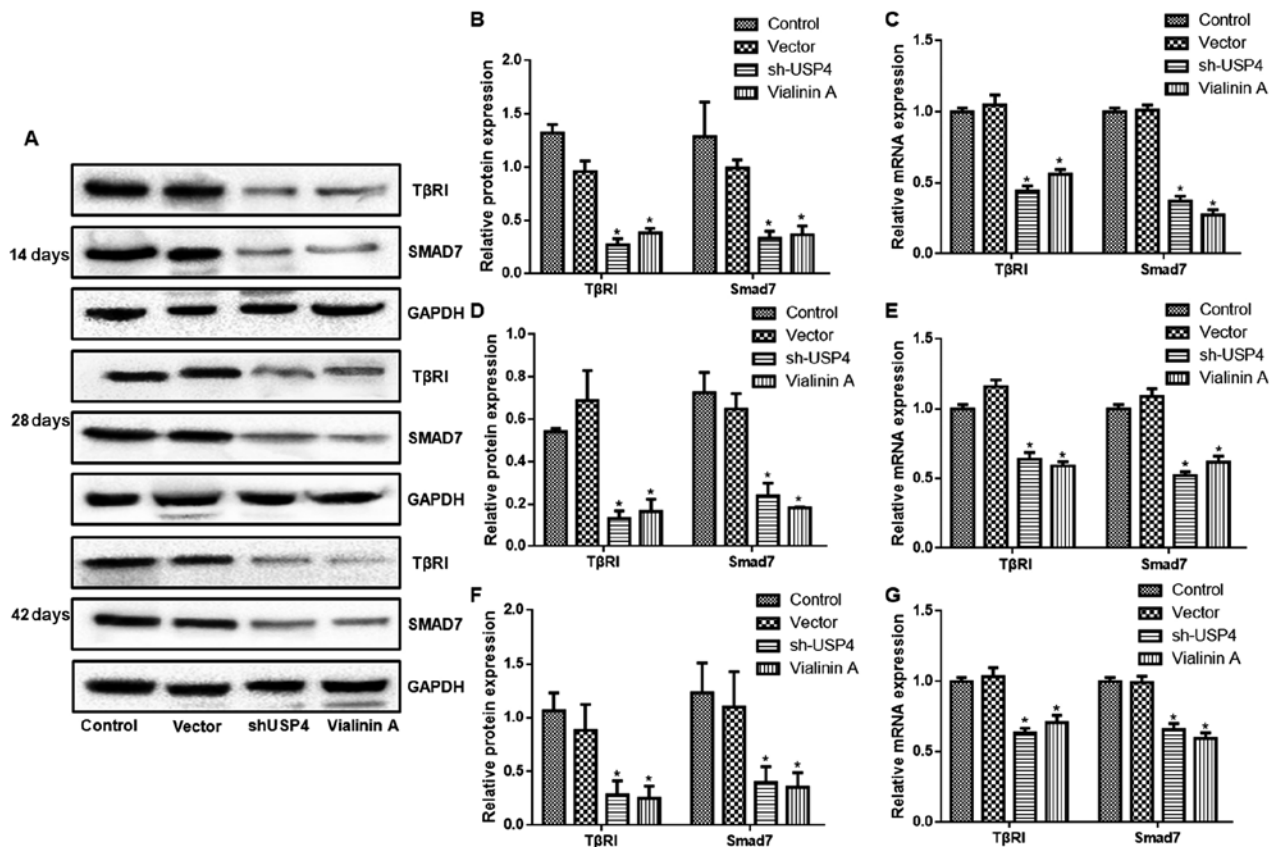 A
14 days
TβRI
SMAD7
GAPDH
28 days
TβRI
SMAD7
GAPDH
42 days
TβRI
SMAD7
GAPDH
Control Vector shUSP4 Vialinin A
B
Control
Vector
sh-USP4
Vialinin A
Relative protein expression
2.0
1.5
1.0
0.5
0.0
* * * *
TβRI Smad7
C
Control
Vector
sh-USP4
Vialinin A
Relative mRNA expression
1.5
1.0
0.5
0.0
* * * *
TβRI Smad7
D
Control
Vector
sh-USP4
Vialinin A
Relative protein expression
1.0
0.8
0.6
0.4
0.2
0.0
* * * *
TβRI Smad7
E
Control
Vector
sh-USP4
Vialinin A
Relative mRNA expression
1.5
1.0
0.5
0.0
* * * *
TβRI Smad7
F
Control
Vector
sh-USP4
Vialinin A
Relative protein expression
2.0
1.5
1.0
0.5
0.0
* * * *
TβRI Smad7
G
Control
Vector
sh-USP4
Vialinin A
Relative mRNA expression
1.5
1.0
0.5
0.0
* * * *
TβRI Smad7